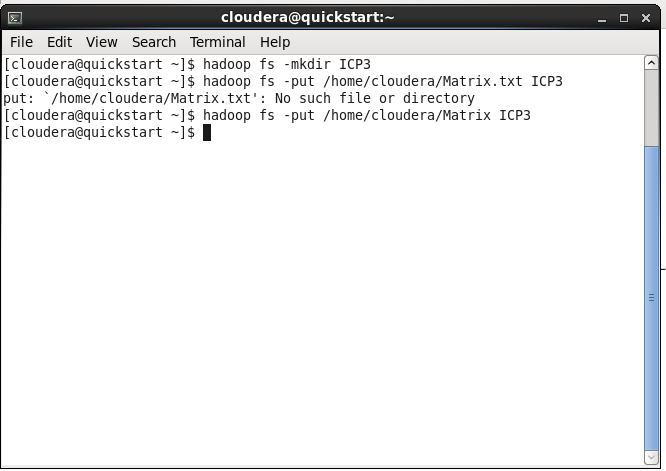 cloudera@quickstart:~
File Edit View Search Terminal Help
[cloudera@quickstart ~]$ hadoop fs -mkdir ICP3
[cloudera@quickstart ~]$ hadoop fs -put /home/cloudera/Matrix.txt ICP3
put: `/home/cloudera/Matrix.txt': No such file or directory
[cloudera@quickstart ~]$ hadoop fs -put /home/cloudera/Matrix ICP3
[cloudera@quickstart ~]$